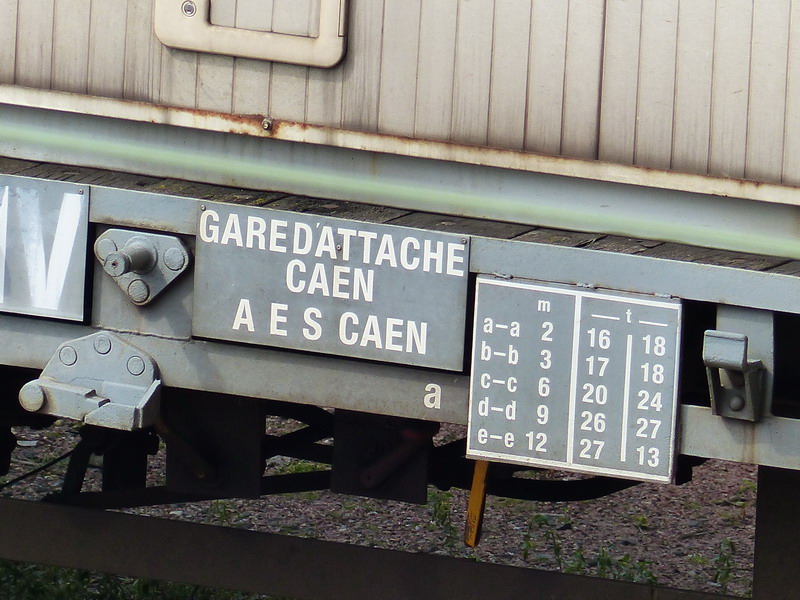 GARE D'ATTACHE
CAEN
A E S CAEN
a
m — t —
a–a 2 16 18
b–b 3 17 18
c–c 6 20 24
d–d 9 26 27
e–e 12 27 13